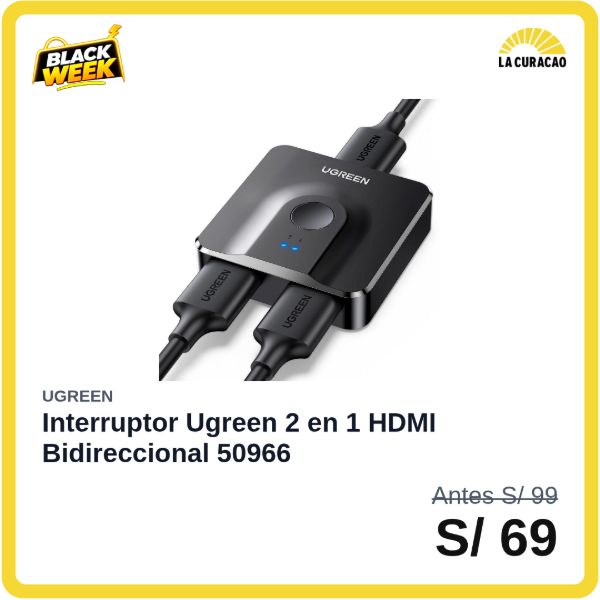 BLACK
WEEK
LA CURACAO
UGREEN
UGREEN
UGREEN
UGREEN
UGREEN
Interruptor Ugreen 2 en 1 HDMI
Bidireccional 50966
Antes S/ 99
S/ 69